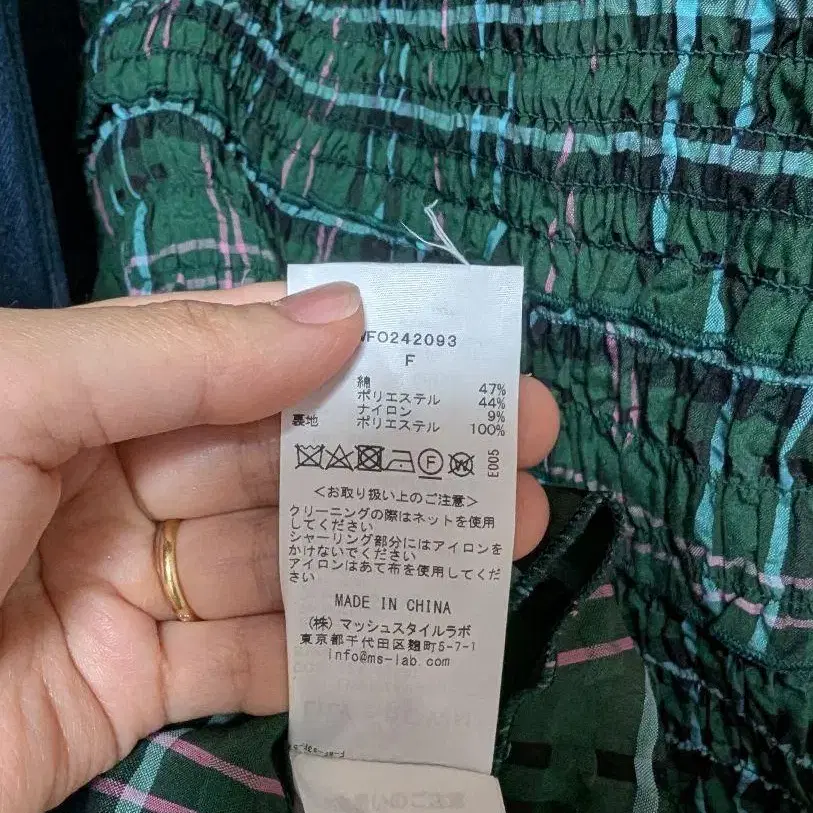 WFO242093
F
綿 47%
ポリエステル 44%
ナイロン 9%
裏地 ポリエステル 100%
F W E005
<お取り扱い上のご注意>
クリーニングの際はネットを使用
してください
シャーリング部分にはアイロンを
かけないでください
アイロンはあて布を使用してくだ
さい
MADE IN CHINA
(株)マッシュスタイルラボ
東京都千代田区麹町5-7-1
info@ms-lab.com